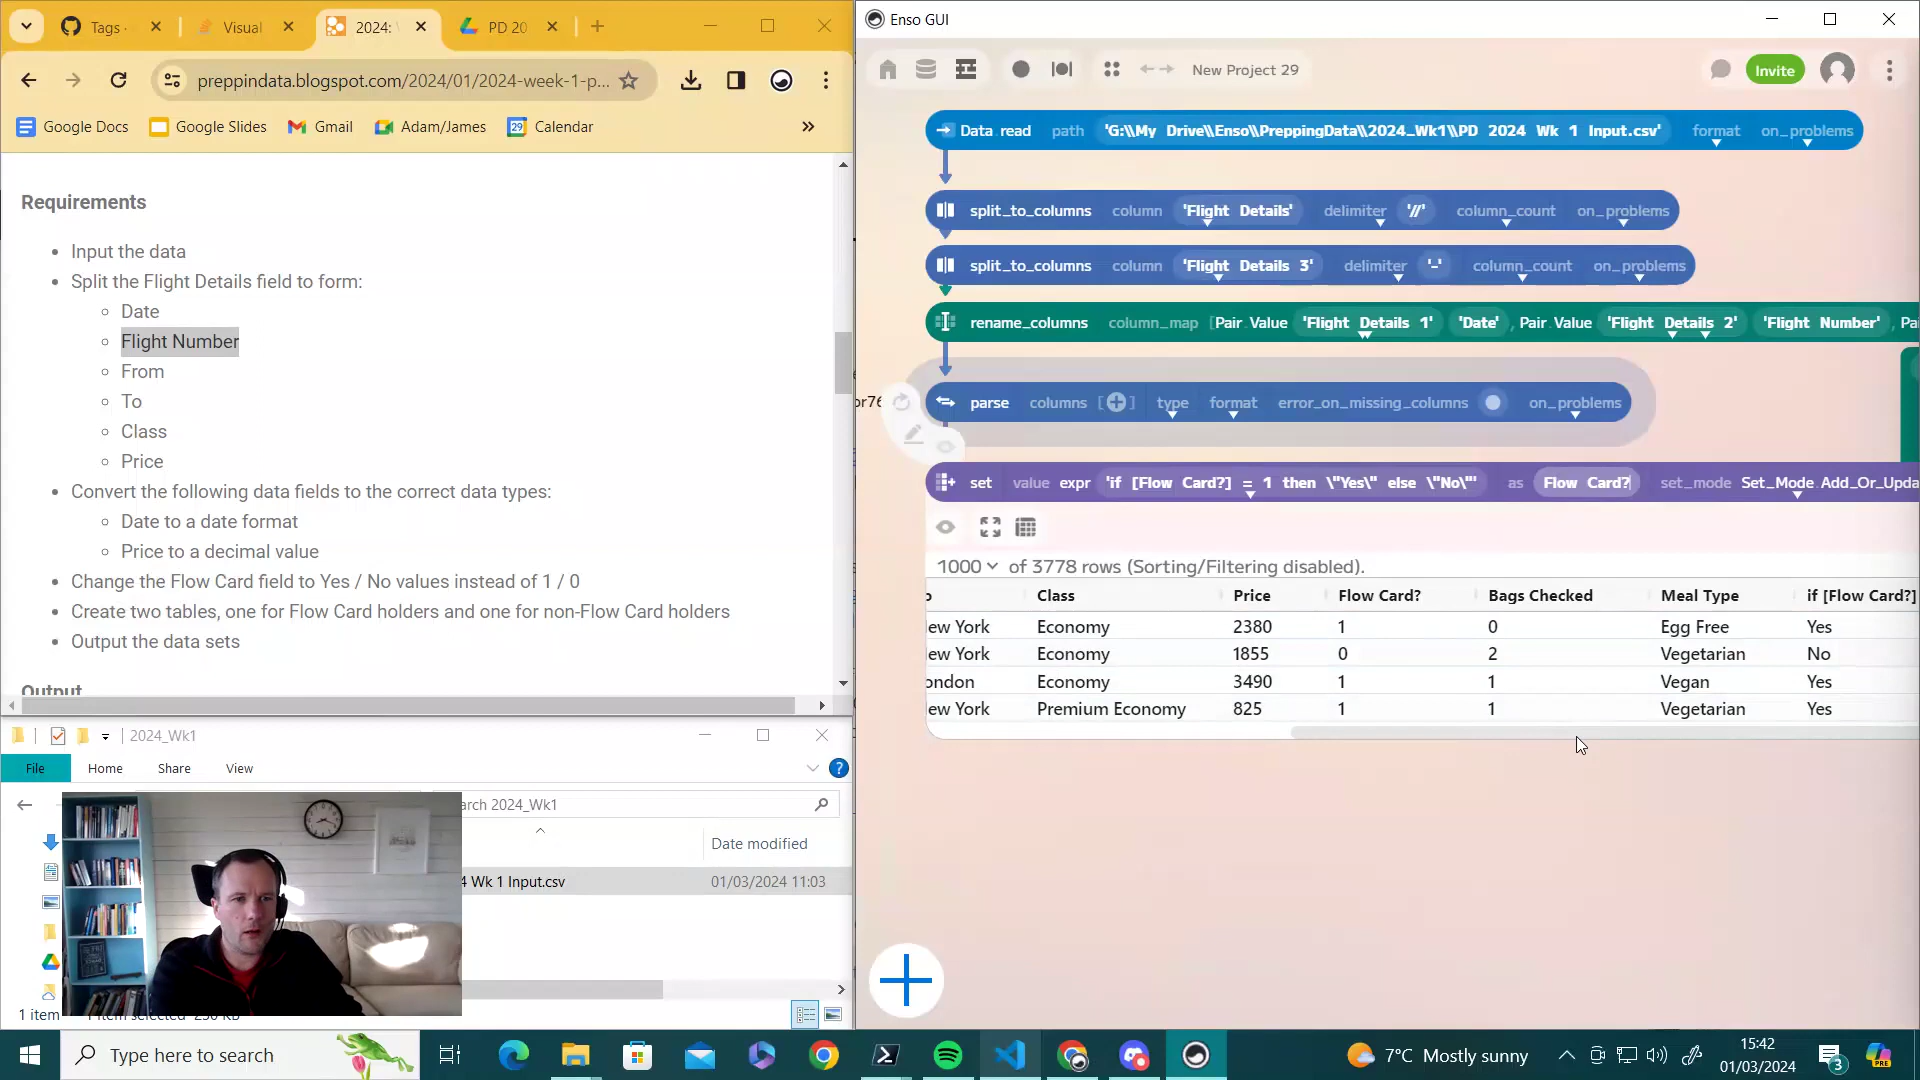 Tags
Visual
2024:
PD 20
preppindata.blogspot.com/2024/01/2024-week-1-p...
Google Docs
Google Slides
Gmail
Adam/James
Calendar
Requirements
Input the data
Split the Flight Details field to form:
Date
Flight Number
From
To
Class
Price
Convert the following data fields to the correct data types:
Date to a date format
Price to a decimal value
Change the Flow Card field to Yes / No values instead of 1 / 0
Create two tables, one for Flow Card holders and one for non-Flow Card holders
Output the data sets
Output
2024_Wk1
File Home Share View
arch 2024_Wk1
Date modified
4 Wk 1 Input.csv 01/03/2024 11:03
1 item
Enso GUI
New Project 29
Invite
Data.read path 'G:\\My Drive\\Enso\\PreppingData\\2024_Wk1\\PD 2024 Wk 1 Input.csv' format on_problems
split_to_columns column 'Flight Details' delimiter '//' column_count on_problems
split_to_columns column 'Flight Details 3' delimiter '-' column_count on_problems
rename_columns column_map [Pair.Value 'Flight Details 1' 'Date', Pair.Value 'Flight Details 2' 'Flight Number', Pa
or76
parse columns [ ] type format error_on_missing_columns on_problems
set value expr 'if [Flow Card?] = 1 then \"Yes\" else \"No\"' as Flow Card? set_mode Set_Mode.Add_Or_Upda
1000 of 3778 rows (Sorting/Filtering disabled).
o Class Price Flow Card? Bags Checked Meal Type if [Flow Card?]
ew York Economy 2380 1 0 Egg Free Yes
ew York Economy 1855 0 2 Vegetarian No
ondon Economy 3490 1 1 Vegan Yes
ew York Premium Economy 825 1 1 Vegetarian Yes
Type here to search
7°C Mostly sunny
15:42
01/03/2024
3
PRE